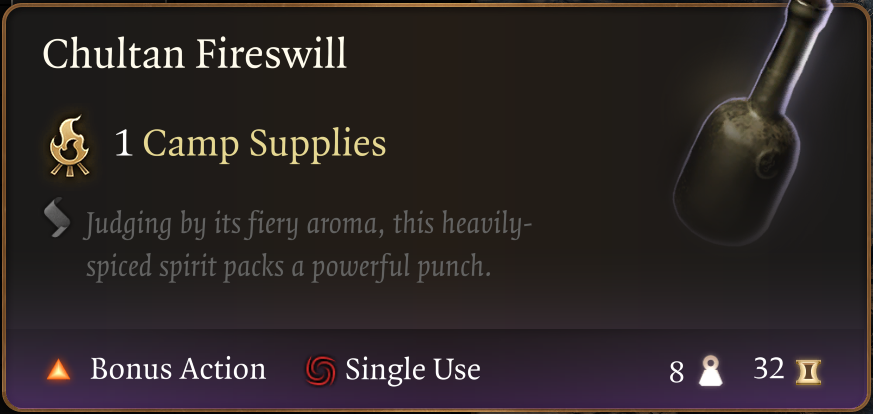 Chultan Fireswill
1 Camp Supplies
Judging by its fiery aroma, this heavily-
spiced spirit packs a powerful punch.
Bonus Action Single Use 8 32